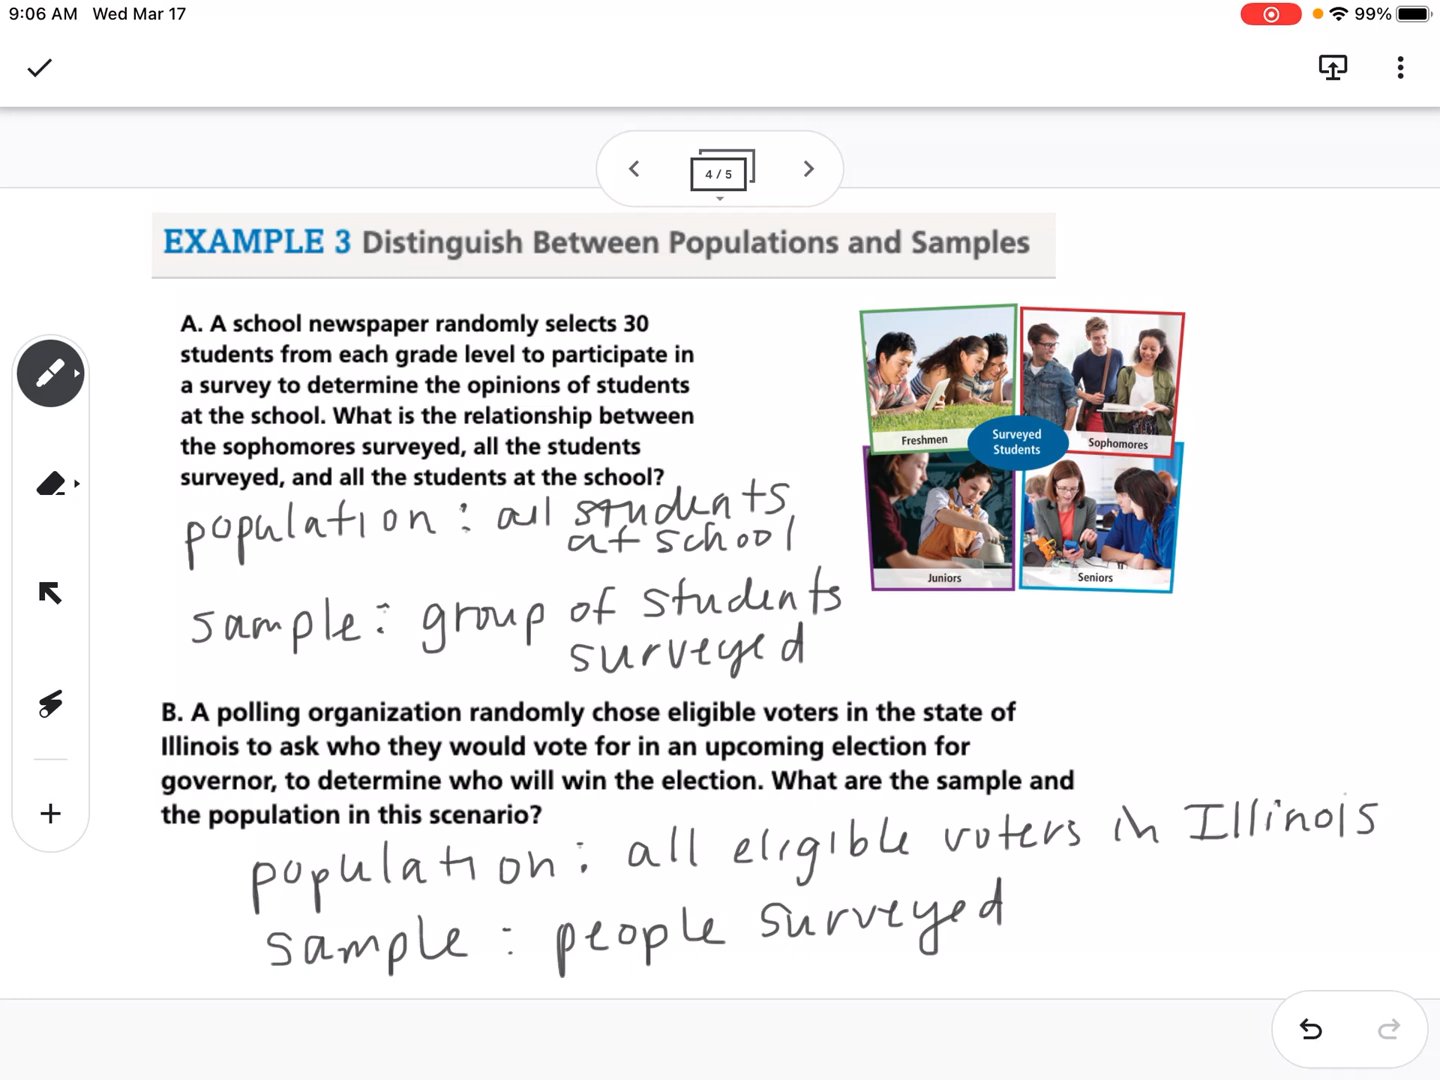 9:06 AM Wed Mar 17
99%
4 / 5
EXAMPLE 3 Distinguish Between Populations and Samples
A. A school newspaper randomly selects 30
students from each grade level to participate in
a survey to determine the opinions of students
at the school. What is the relationship between
the sophomores surveyed, all the students
surveyed, and all the students at the school?
Freshmen
Surveyed
Students
Sophomores
Juniors
Seniors
population : all students
at school
sample : group of students
surveyed
B. A polling organization randomly chose eligible voters in the state of
Illinois to ask who they would vote for in an upcoming election for
governor, to determine who will win the election. What are the sample and
the population in this scenario?
population : all eligible voters in Illinois
sample : people surveyed